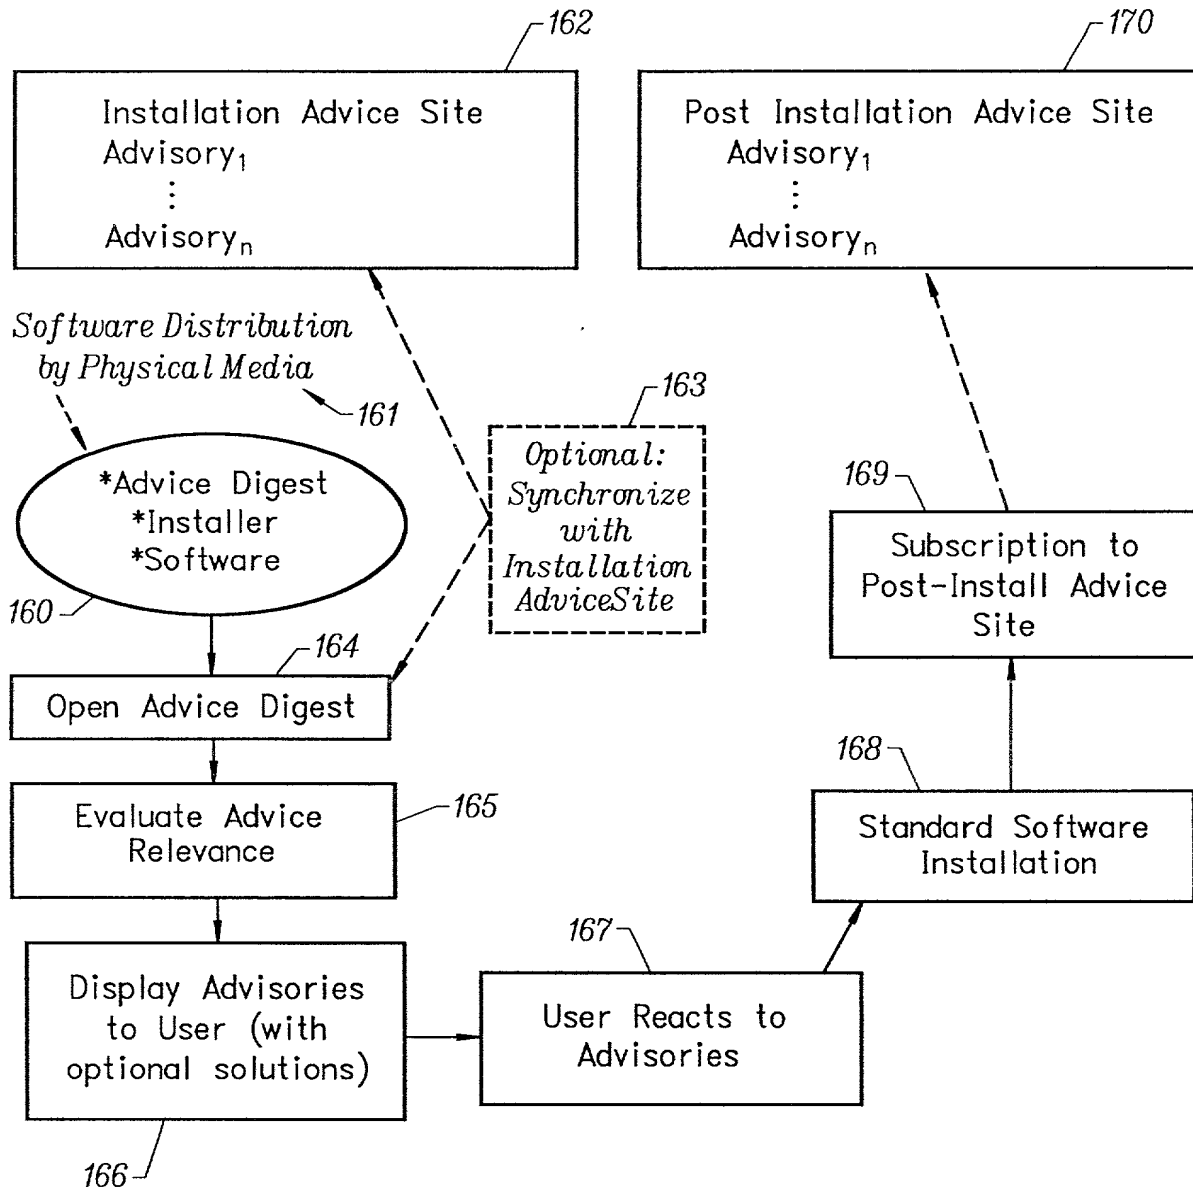 162
170
Installation Advice Site
Advisory₁
⋮
Advisoryₙ
Post Installation Advice Site
Advisory₁
⋮
Advisoryₙ
Software Distribution
by Physical Media
161
163
*Advice Digest
*Installer
*Software
160
Optional:
Synchronize
with
Installation
AdviceSite
169
Subscription to
Post-Install Advice
Site
164
Open Advice Digest
168
Evaluate Advice
Relevance
165
Standard Software
Installation
167
Display Advisories
to User (with
optional solutions)
User Reacts to
Advisories
166